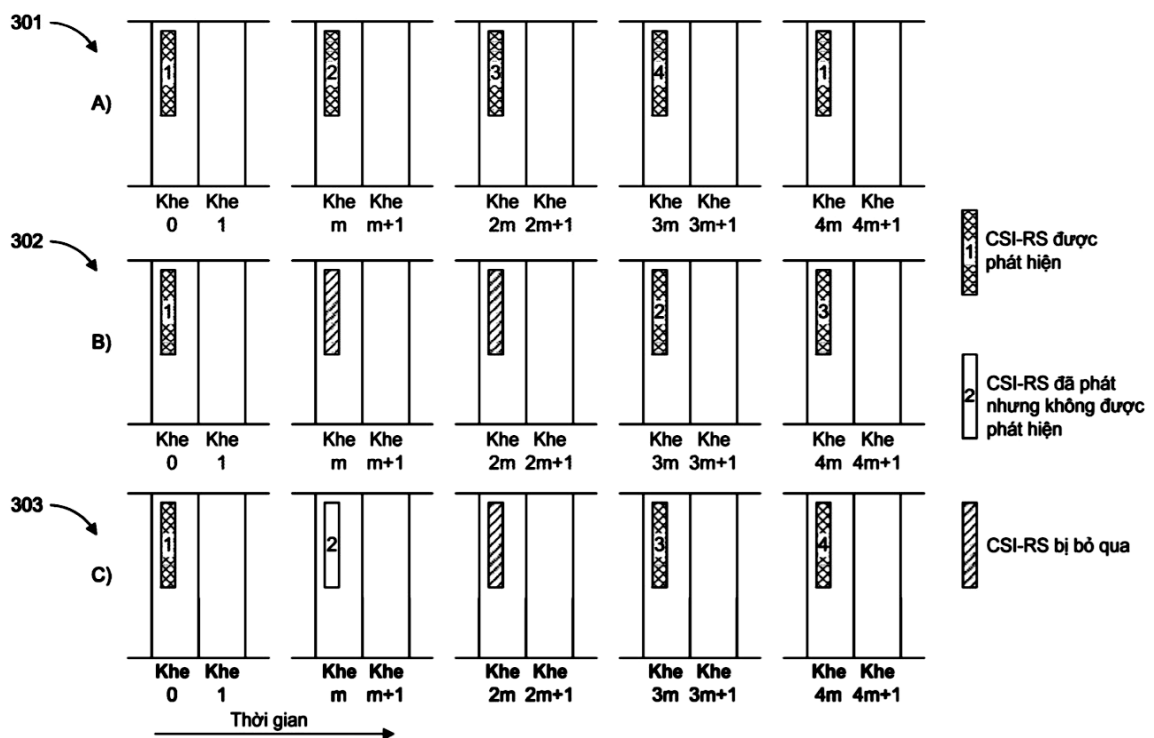 301
A)
1
2
3
4
1
Khe Khe
0 1
Khe Khe
m m+1
Khe Khe
2m 2m+1
Khe Khe
3m 3m+1
Khe Khe
4m 4m+1
302
B)
1
2
3
Khe Khe
0 1
Khe Khe
m m+1
Khe Khe
2m 2m+1
Khe Khe
3m 3m+1
Khe Khe
4m 4m+1
303
C)
1
2
3
4
Khe Khe
0 1
Khe Khe
m m+1
Khe Khe
2m 2m+1
Khe Khe
3m 3m+1
Khe Khe
4m 4m+1
Thời gian
1
CSI-RS được
phát hiện
2
CSI-RS đã phát
nhưng không được
phát hiện
CSI-RS bị bỏ qua